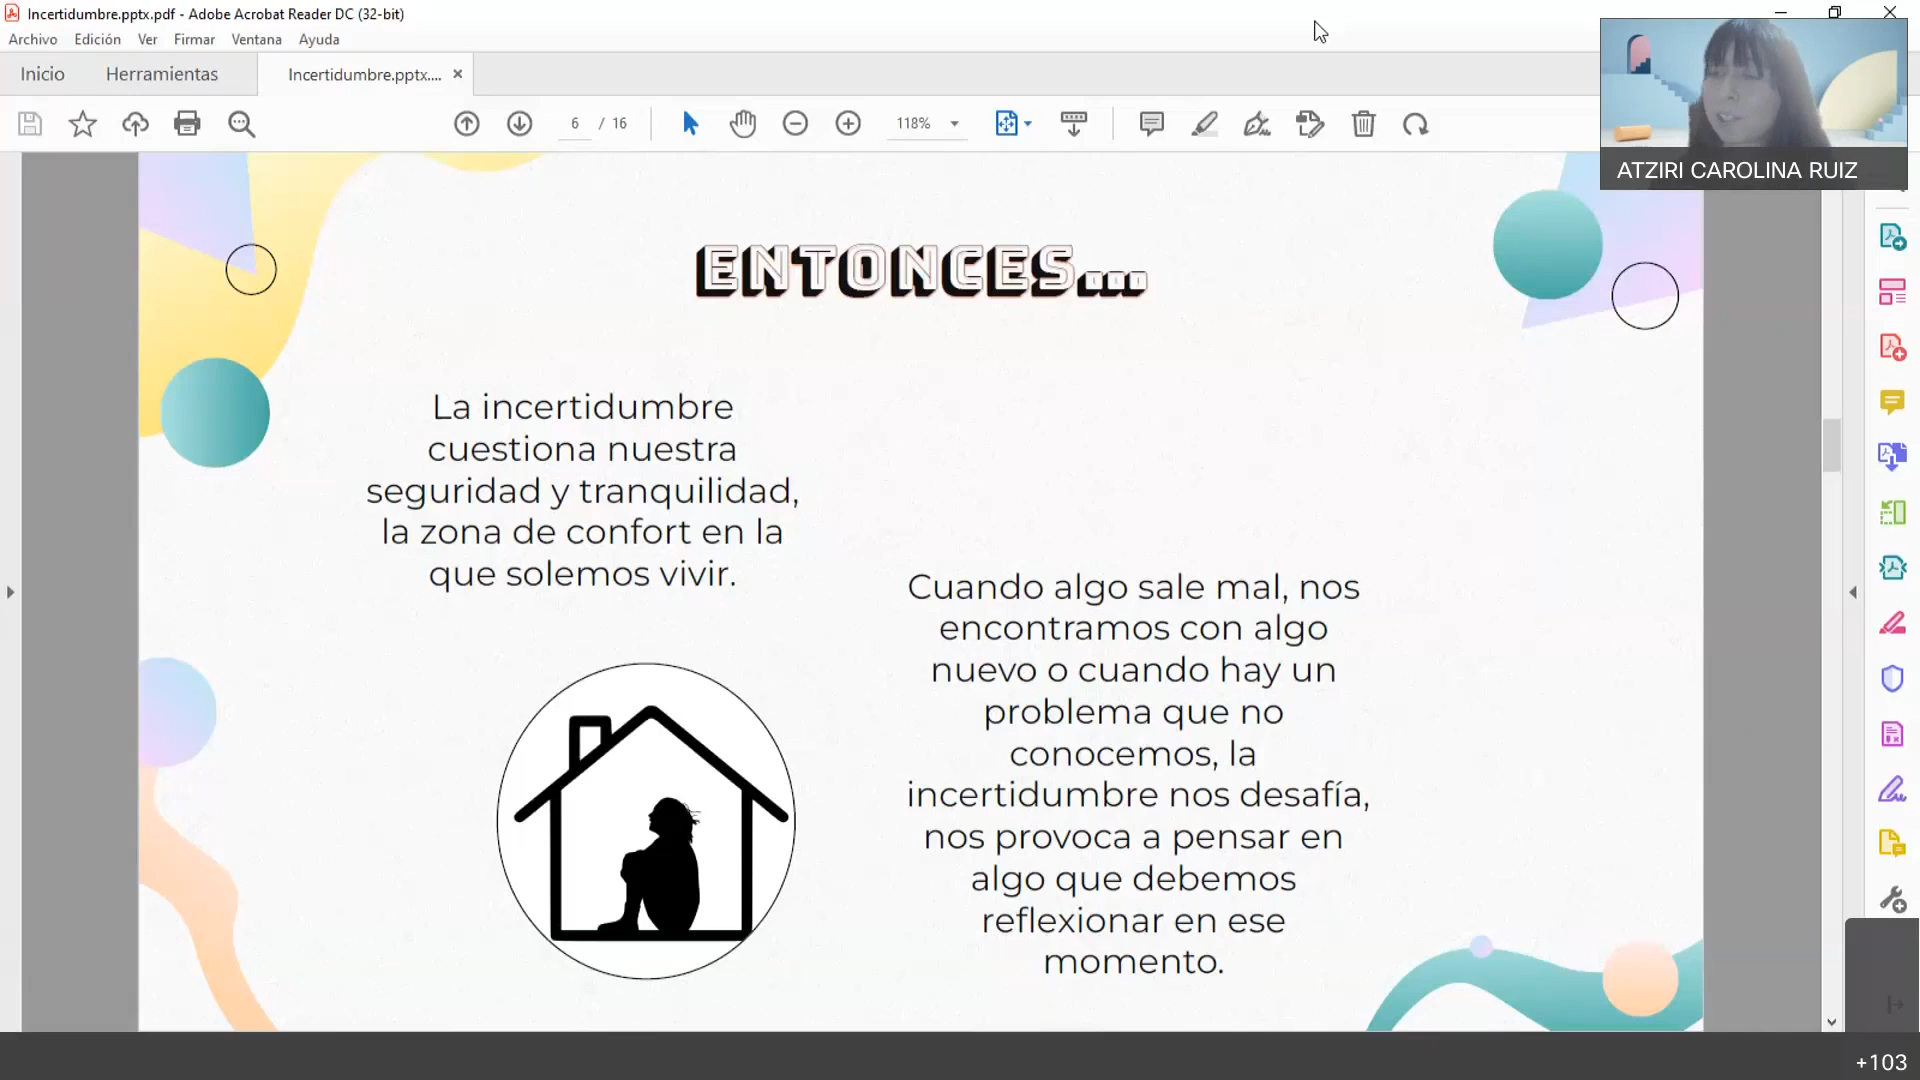 Incertidumbre.pptx.pdf - Adobe Acrobat Reader DC (32-bit)
Archivo Edición Ver Firmar Ventana Ayuda
Inicio Herramientas Incertidumbre.pptx.... ×
6 / 16 118%
ATZIRI CAROLINA RUIZ
ENTONCES...
La incertidumbre
cuestiona nuestra
seguridad y tranquilidad,
la zona de confort en la
que solemos vivir.
Cuando algo sale mal, nos
encontramos con algo
nuevo o cuando hay un
problema que no
conocemos, la
incertidumbre nos desafía,
nos provoca a pensar en
algo que debemos
reflexionar en ese
momento.
+103